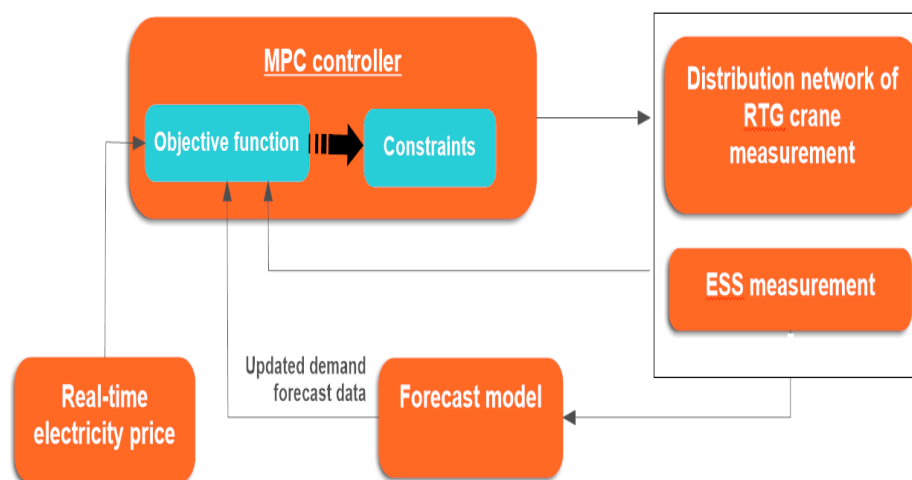 MPC controller
Objective function
Constraints
Distribution network of
RTG crane
measurement
ESS measurement
Updated demand
forecast data
Forecast model
Real-time
electricity price